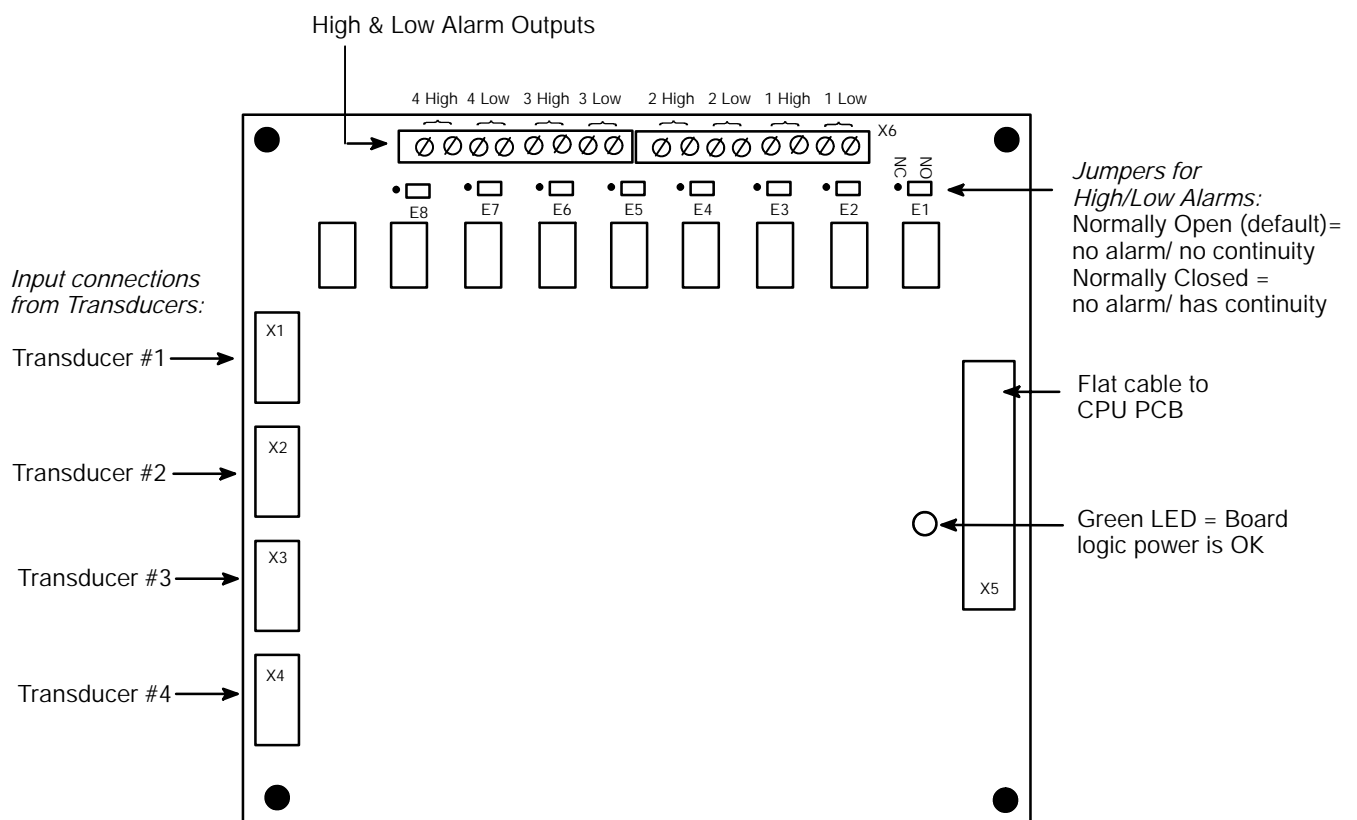 High & Low Alarm Outputs
4 High 4 Low 3 High 3 Low 2 High 2 Low 1 High 1 Low
X6
NC NO
E8 E7 E6 E5 E4 E3 E2 E1
Jumpers for
High/Low Alarms:
Normally Open (default)=
no alarm/ no continuity
Normally Closed =
no alarm/ has continuity
Input connections
from Transducers:
X1
Transducer #1
X2
Transducer #2
X3
Transducer #3
X4
Transducer #4
Flat cable to
CPU PCB
Green LED = Board
logic power is OK
X5